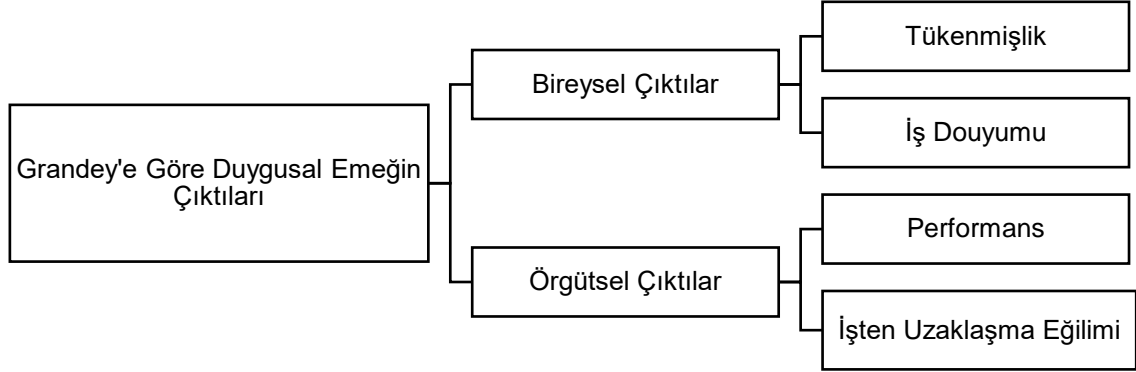 Grandey'e Göre Duygusal Emeğin
Çıktıları
Bireysel Çıktılar
Tükenmişlik
İş Douyumu
Örgütsel Çıktılar
Performans
İşten Uzaklaşma Eğilimi